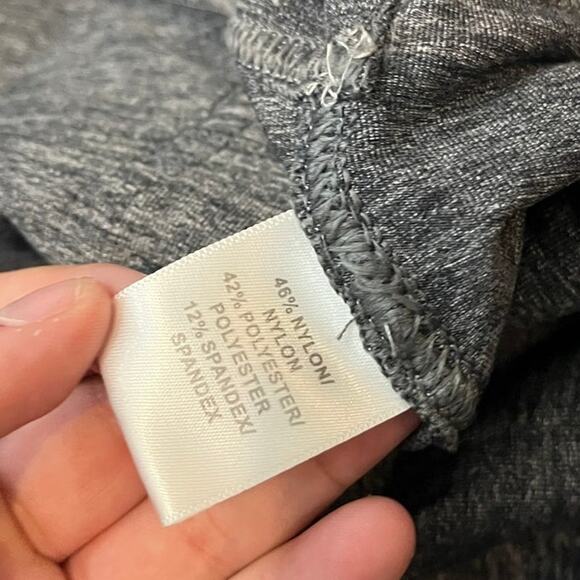 46% NYLON/
NYLON
42% POLYESTER/
POLYESTER
12% SPANDEX/
SPANDEX